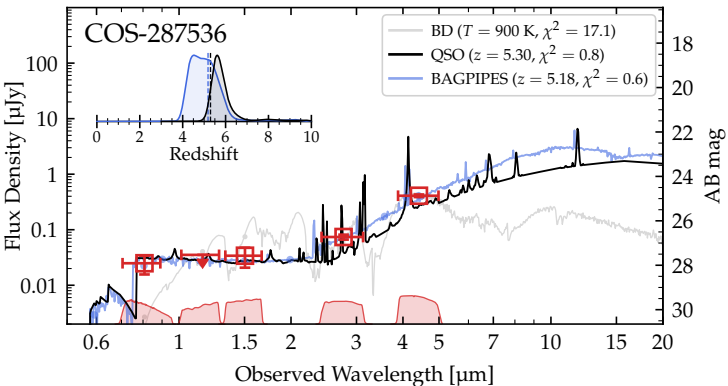 COS-287536
BD (T = 900 K, χ² = 17.1)
QSO (z = 5.30, χ² = 0.8)
BAGPIPES (z = 5.18, χ² = 0.6)
0 2 4 6 8 10
Redshift
100
10
1
0.1
0.01
Flux Density [µJy]
18
20
22
24
26
28
30
AB mag
0.6 1 2 3 4 5 7 10 15 20
Observed Wavelength [µm]